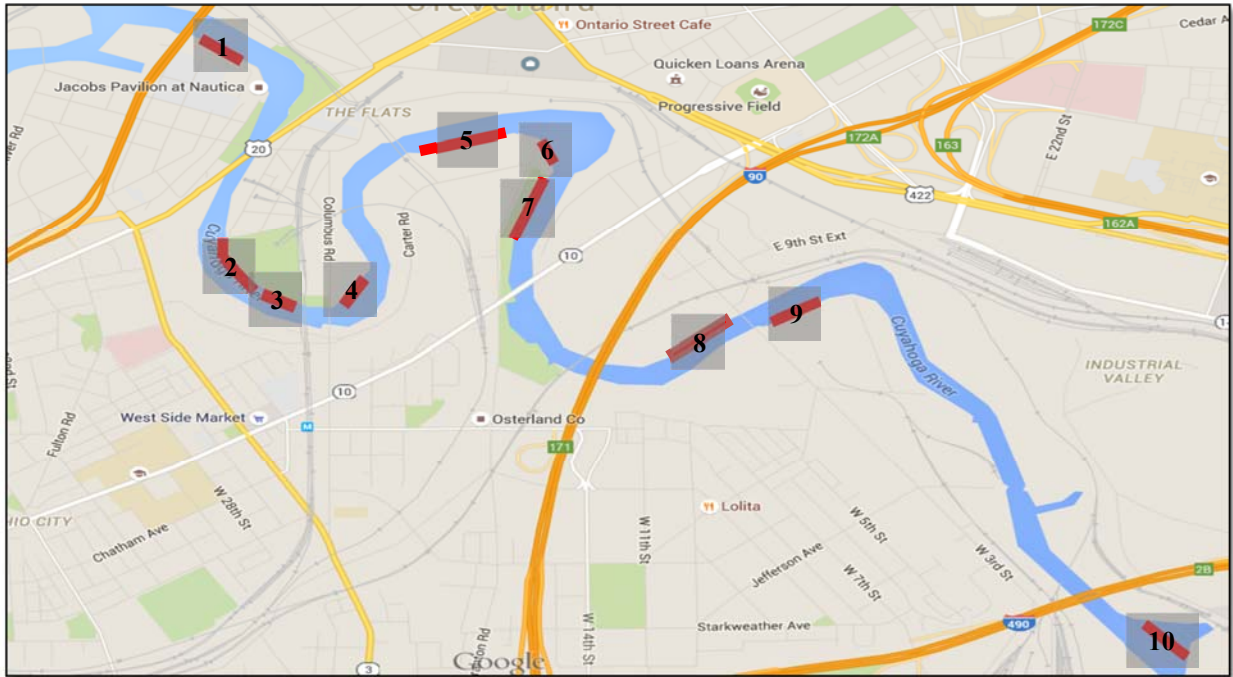 Cleveland
Ontario Street Cafe
172C
Cedar A
1
Quicken Loans Arena
Jacobs Pavilion at Nautica
THE FLATS
Progressive Field
5
6
172A
163
E 22nd St
20
90
422
7
Columbus Rd
Carter Rd
162A
E 9th St Ext
10
2
3
4
Cuyahoga River
8
9
Cuyahoga River
INDUSTRIAL
VALLEY
10
West Side Market
M
Osterland Co
Fulton Rd
171
W 28th St
Lolita
HIO CITY
Chatham Ave
W 11th St
W 5th St
W 3rd St
Jefferson Ave
W 7th St
2B
W 14th St
Starkweather Ave
490
10
3
Google